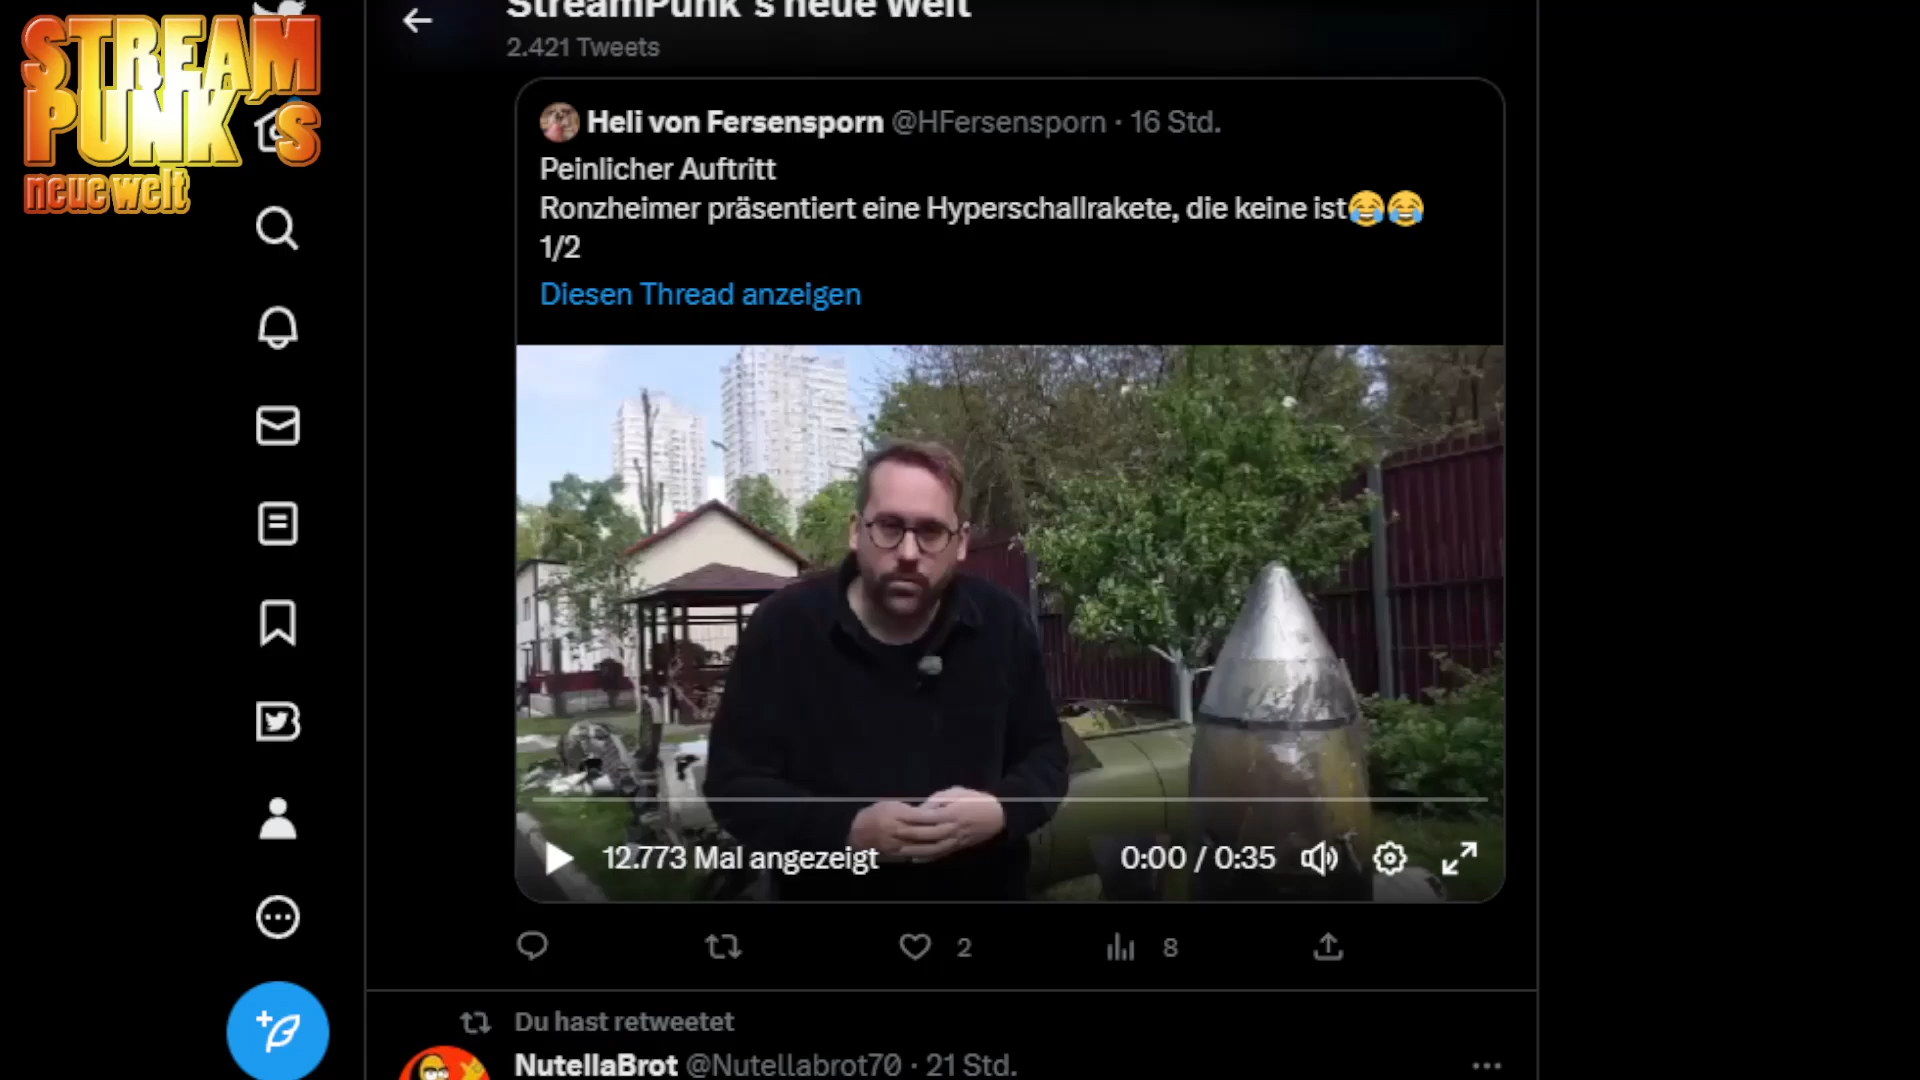 STREAM
PUNK´S
neue welt
StreamPunk´s neue Welt
2.421 Tweets
Heli von Fersensporn @HFersensporn · 16 Std.
Peinlicher Auftritt
Ronzheimer präsentiert eine Hyperschallrakete, die keine ist😂😂
1/2
Diesen Thread anzeigen
12.773 Mal angezeigt
0:00 / 0:35
2
8
Du hast retweetet
NutellaBrot @Nutellabrot70 · 21 Std.